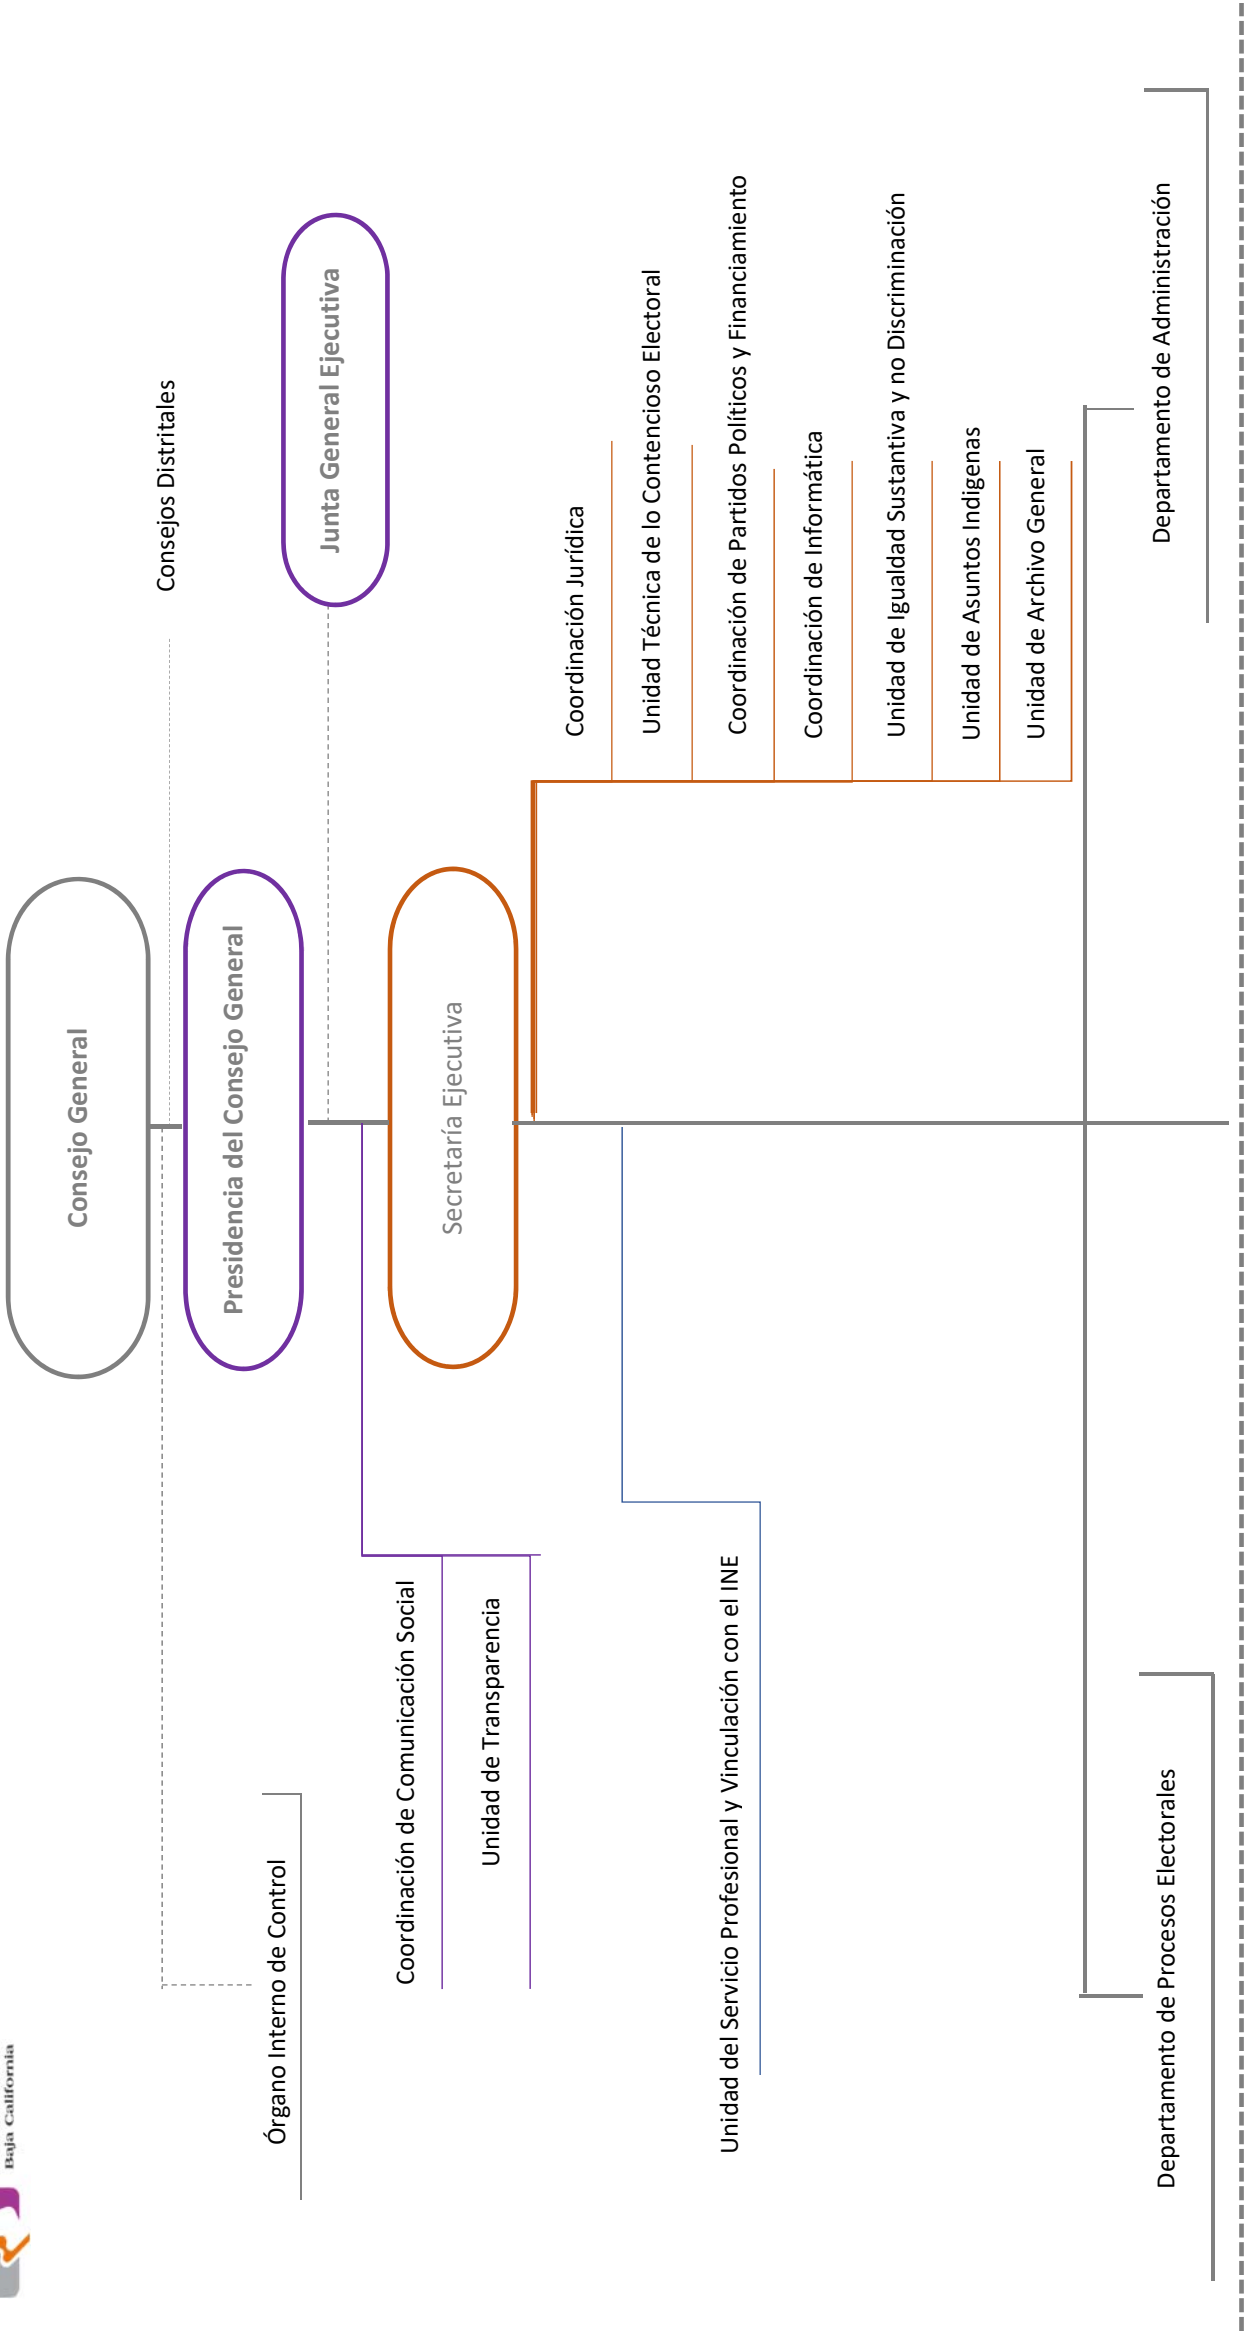 Baja California
Consejo General
Consejos Distritales
Presidencia del Consejo General
Órgano Interno de Control
Junta General Ejecutiva
Coordinación de Comunicación Social
Secretaría Ejecutiva
Unidad de Transparencia
Coordinación Jurídica
Unidad Técnica de lo Contencioso Electoral
Unidad del Servicio Profesional y Vinculación con el INE
Coordinación de Partidos Políticos y Financiamiento
Coordinación de Informática
Unidad de Igualdad Sustantiva y no Discriminación
Unidad de Asuntos Indigenas
Unidad de Archivo General
Departamento de Procesos Electorales
Departamento de Administración